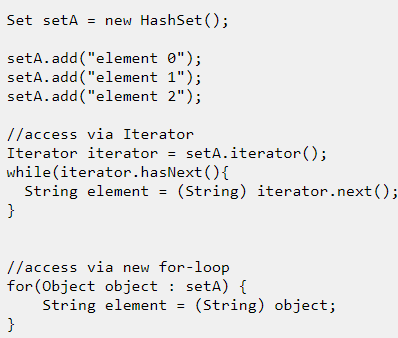 Set setA = new HashSet();

setA.add("element 0");
setA.add("element 1");
setA.add("element 2");

//access via Iterator
Iterator iterator = setA.iterator();
while(iterator.hasNext(){
  String element = (String) iterator.next();
}


//access via new for-loop
for(Object object : setA) {
    String element = (String) object;
}